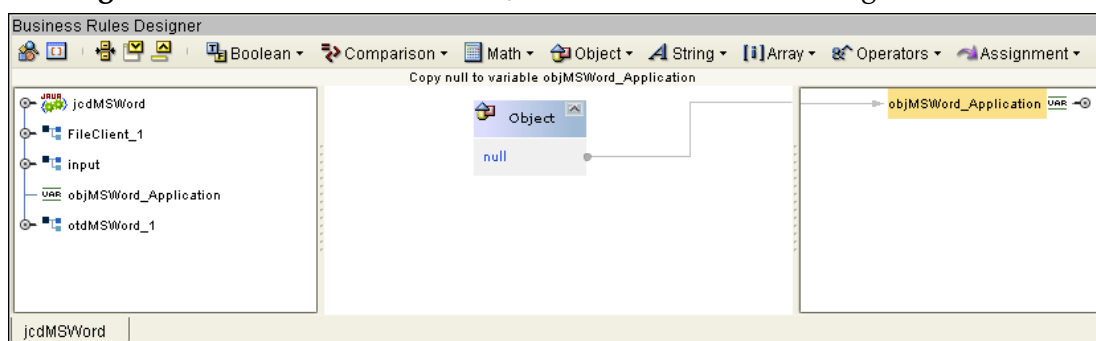 Business Rules Designer
Boolean Comparison Math Object String [i] Array Operators Assignment
Copy null to variable objMSWord_Application
JAVA jcdMSWord
FileClient_1
input
VAR objMSWord_Application
otdMSWord_1
Object
null
objMSWord_Application VAR
jcdMSWord